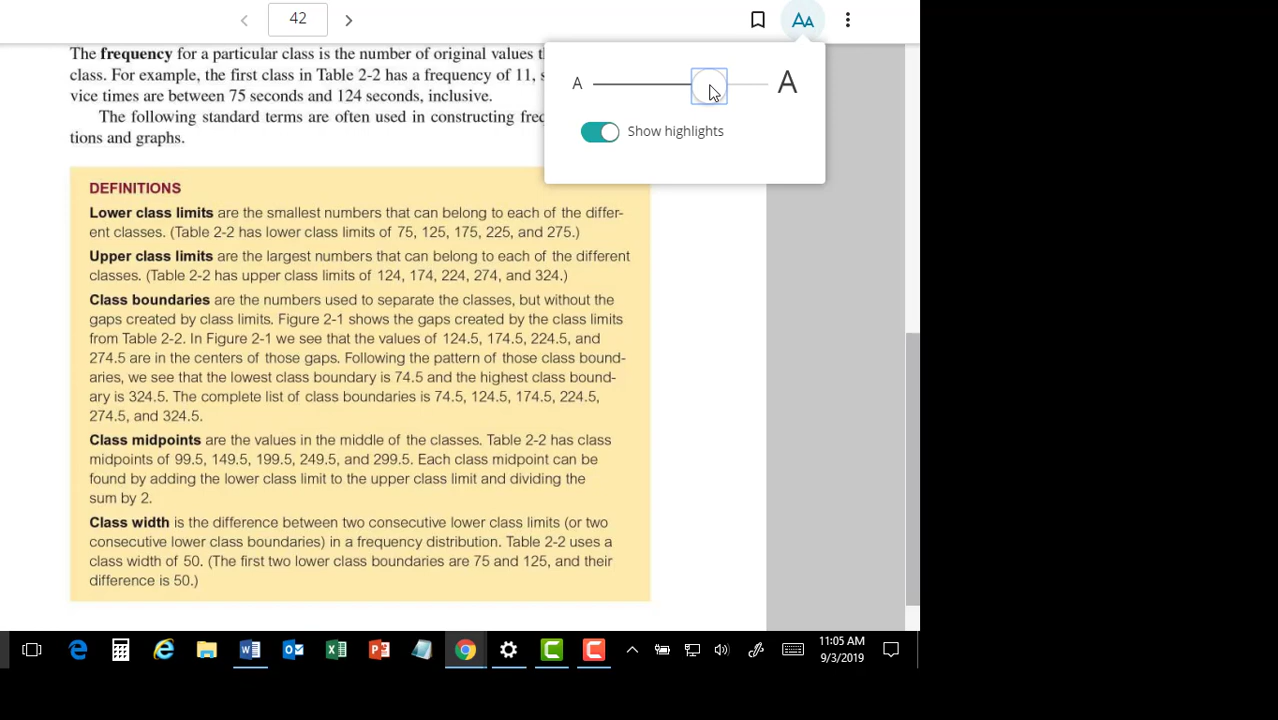 42
AA
The frequency for a particular class is the number of original values t
class. For example, the first class in Table 2-2 has a frequency of 11, s
vice times are between 75 seconds and 124 seconds, inclusive.
The following standard terms are often used in constructing freq
tions and graphs.
A A
Show highlights
DEFINITIONS
Lower class limits are the smallest numbers that can belong to each of the differ-
ent classes. (Table 2-2 has lower class limits of 75, 125, 175, 225, and 275.)
Upper class limits are the largest numbers that can belong to each of the different
classes. (Table 2-2 has upper class limits of 124, 174, 224, 274, and 324.)
Class boundaries are the numbers used to separate the classes, but without the
gaps created by class limits. Figure 2-1 shows the gaps created by the class limits
from Table 2-2. In Figure 2-1 we see that the values of 124.5, 174.5, 224.5, and
274.5 are in the centers of those gaps. Following the pattern of those class bound-
aries, we see that the lowest class boundary is 74.5 and the highest class bound-
ary is 324.5. The complete list of class boundaries is 74.5, 124.5, 174.5, 224.5,
274.5, and 324.5.
Class midpoints are the values in the middle of the classes. Table 2-2 has class
midpoints of 99.5, 149.5, 199.5, 249.5, and 299.5. Each class midpoint can be
found by adding the lower class limit to the upper class limit and dividing the
sum by 2.
Class width is the difference between two consecutive lower class limits (or two
consecutive lower class boundaries) in a frequency distribution. Table 2-2 uses a
class width of 50. (The first two lower class boundaries are 75 and 125, and their
difference is 50.)
11:05 AM
9/3/2019